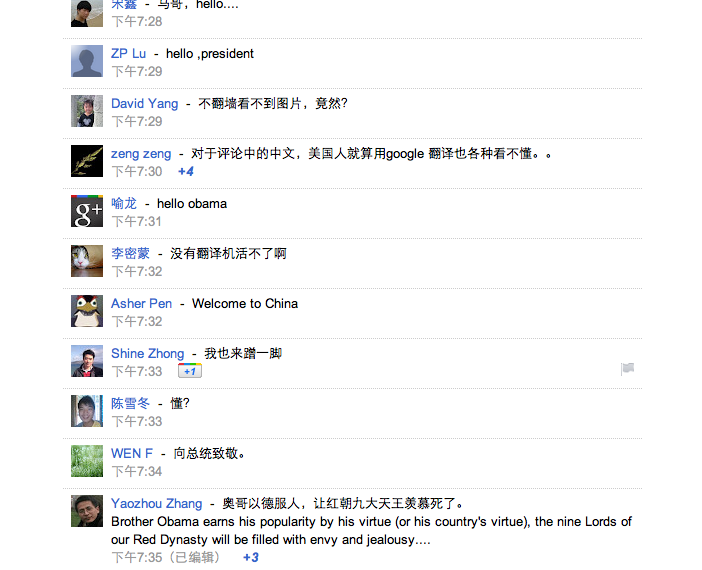 宋鑫 - 马哥，hello....
下午7:28
ZP Lu - hello ,president
下午7:29
David Yang - 不翻墙看不到图片，竟然?
下午7:29
zeng zeng - 对于评论中的中文，美国人就算用google 翻译也各种看不懂。。
下午7:30 +4
喻龙 - hello obama
g+
下午7:31
李密蒙 - 没有翻译机活不了啊
下午7:32
Asher Pen - Welcome to China
下午7:32
Shine Zhong - 我也来蹭一脚
下午7:33 +1
陈雪冬 - 懂?
下午7:33
WEN F - 向总统致敬。
下午7:34
Yaozhou Zhang - 奥哥以德服人，让红朝九大天王羡慕死了。
Brother Obama earns his popularity by his virtue (or his country's virtue), the nine Lords of
our Red Dynasty will be filled with envy and jealousy....
下午7:35（已编辑） +3